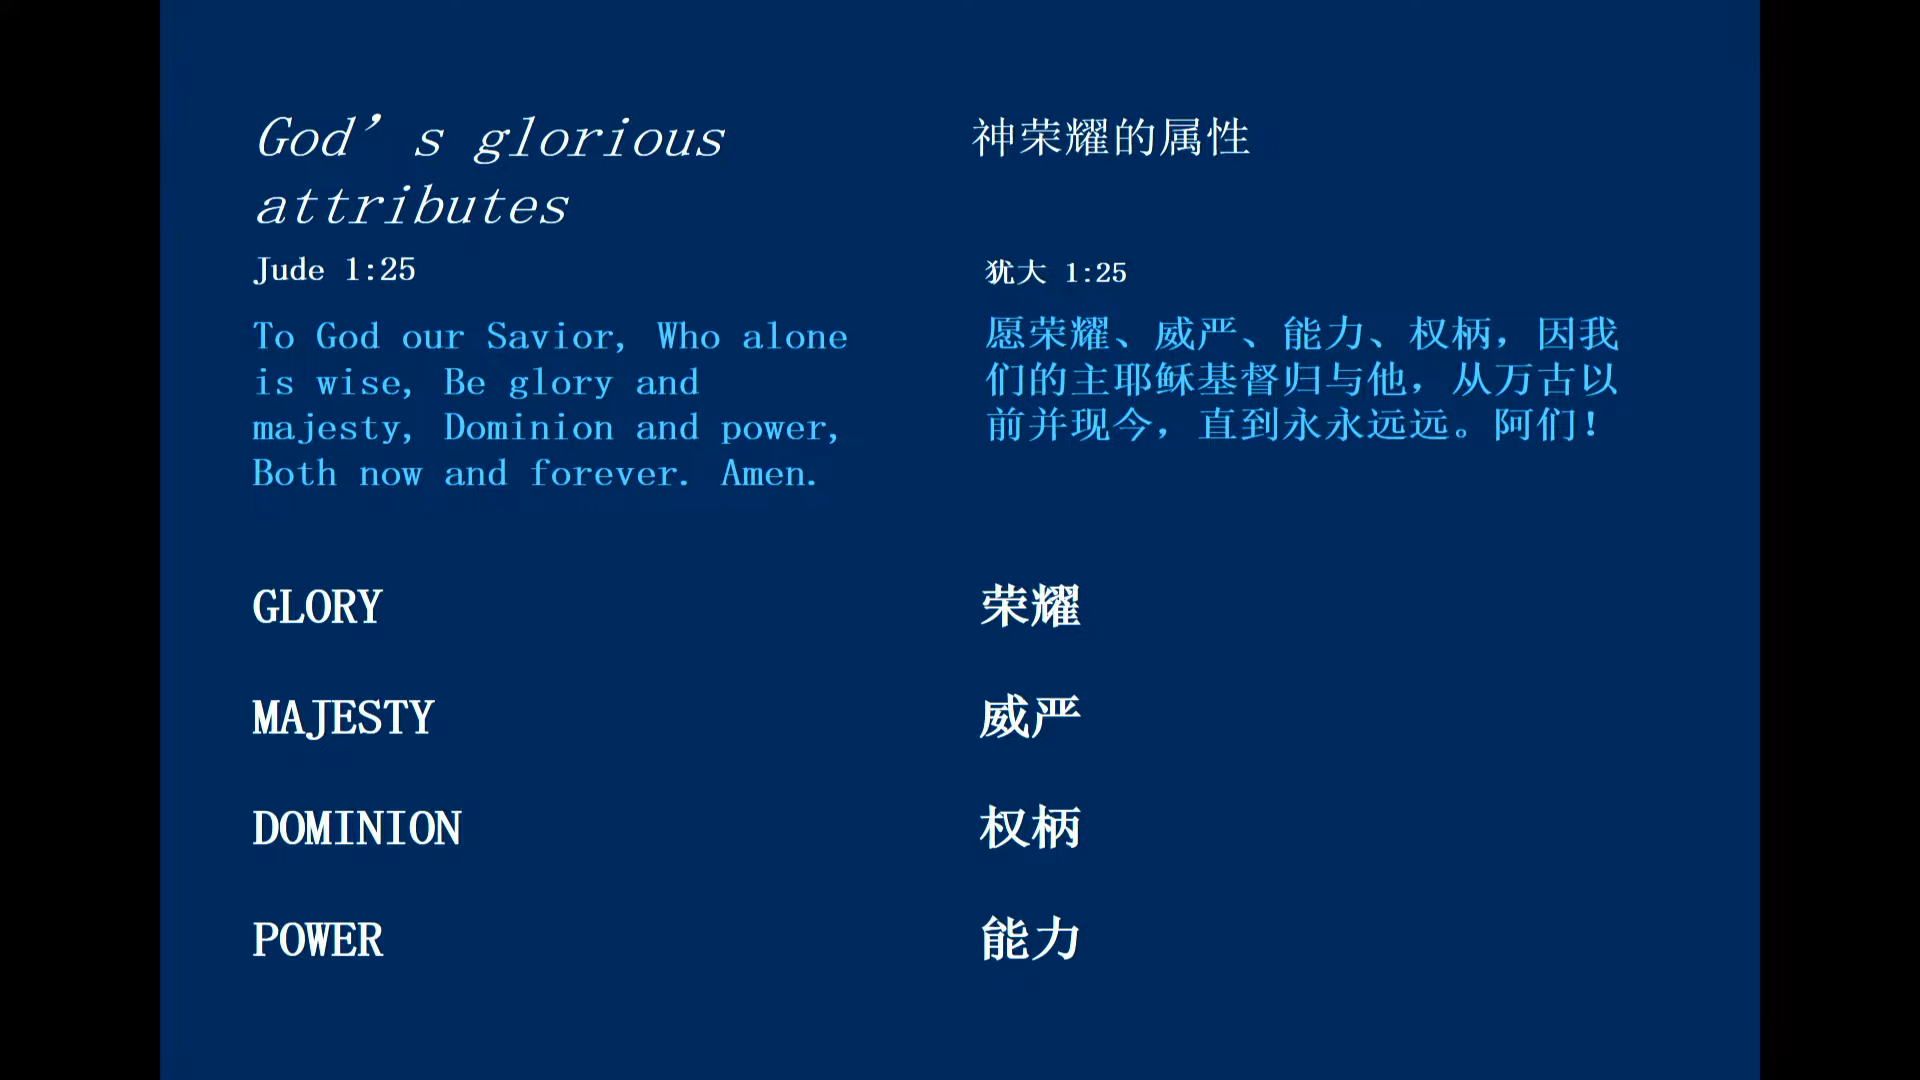 God's glorious
attributes
Jude 1:25
To God our Savior, Who alone
is wise, Be glory and
majesty, Dominion and power,
Both now and forever. Amen.
神荣耀的属性
犹大 1:25
愿荣耀、威严、能力、权柄，因我
们的主耶稣基督归与他，从万古以
前并现今，直到永永远远。阿们！
GLORY
荣耀
MAJESTY
威严
DOMINION
权柄
POWER
能力